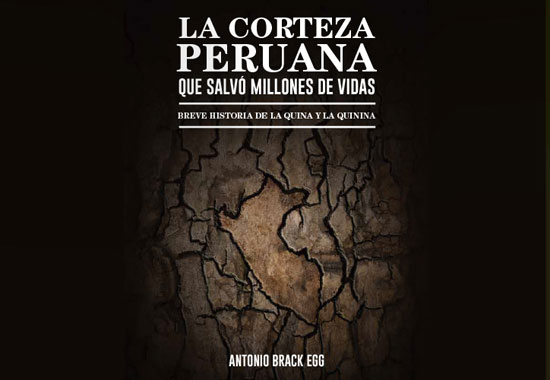 LA CORTEZA
PERUANA
QUE SALVÓ MILLONES DE VIDAS
BREVE HISTORIA DE LA QUINA Y LA QUININA
ANTONIO BRACK EGG